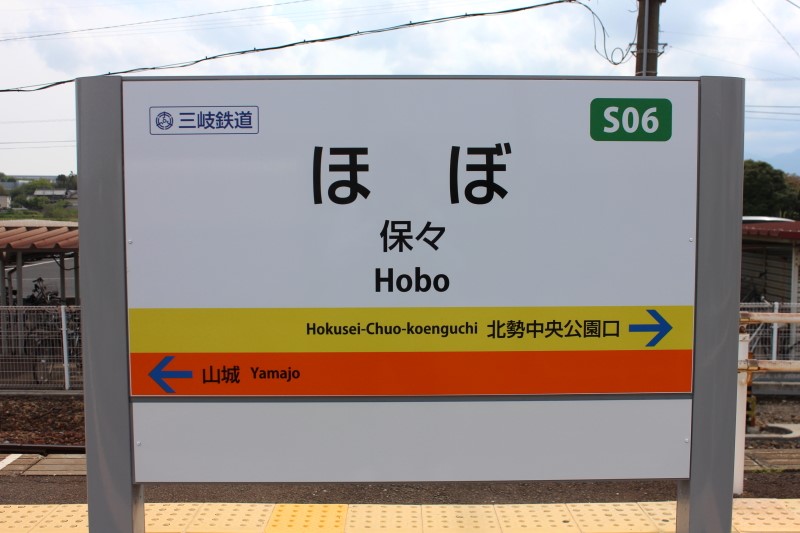 三岐鉄道
S06
ほぼ
保々
Hobo
Hokusei-Chuo-koenguchi 北勢中央公園口 →
← 山城 Yamajo